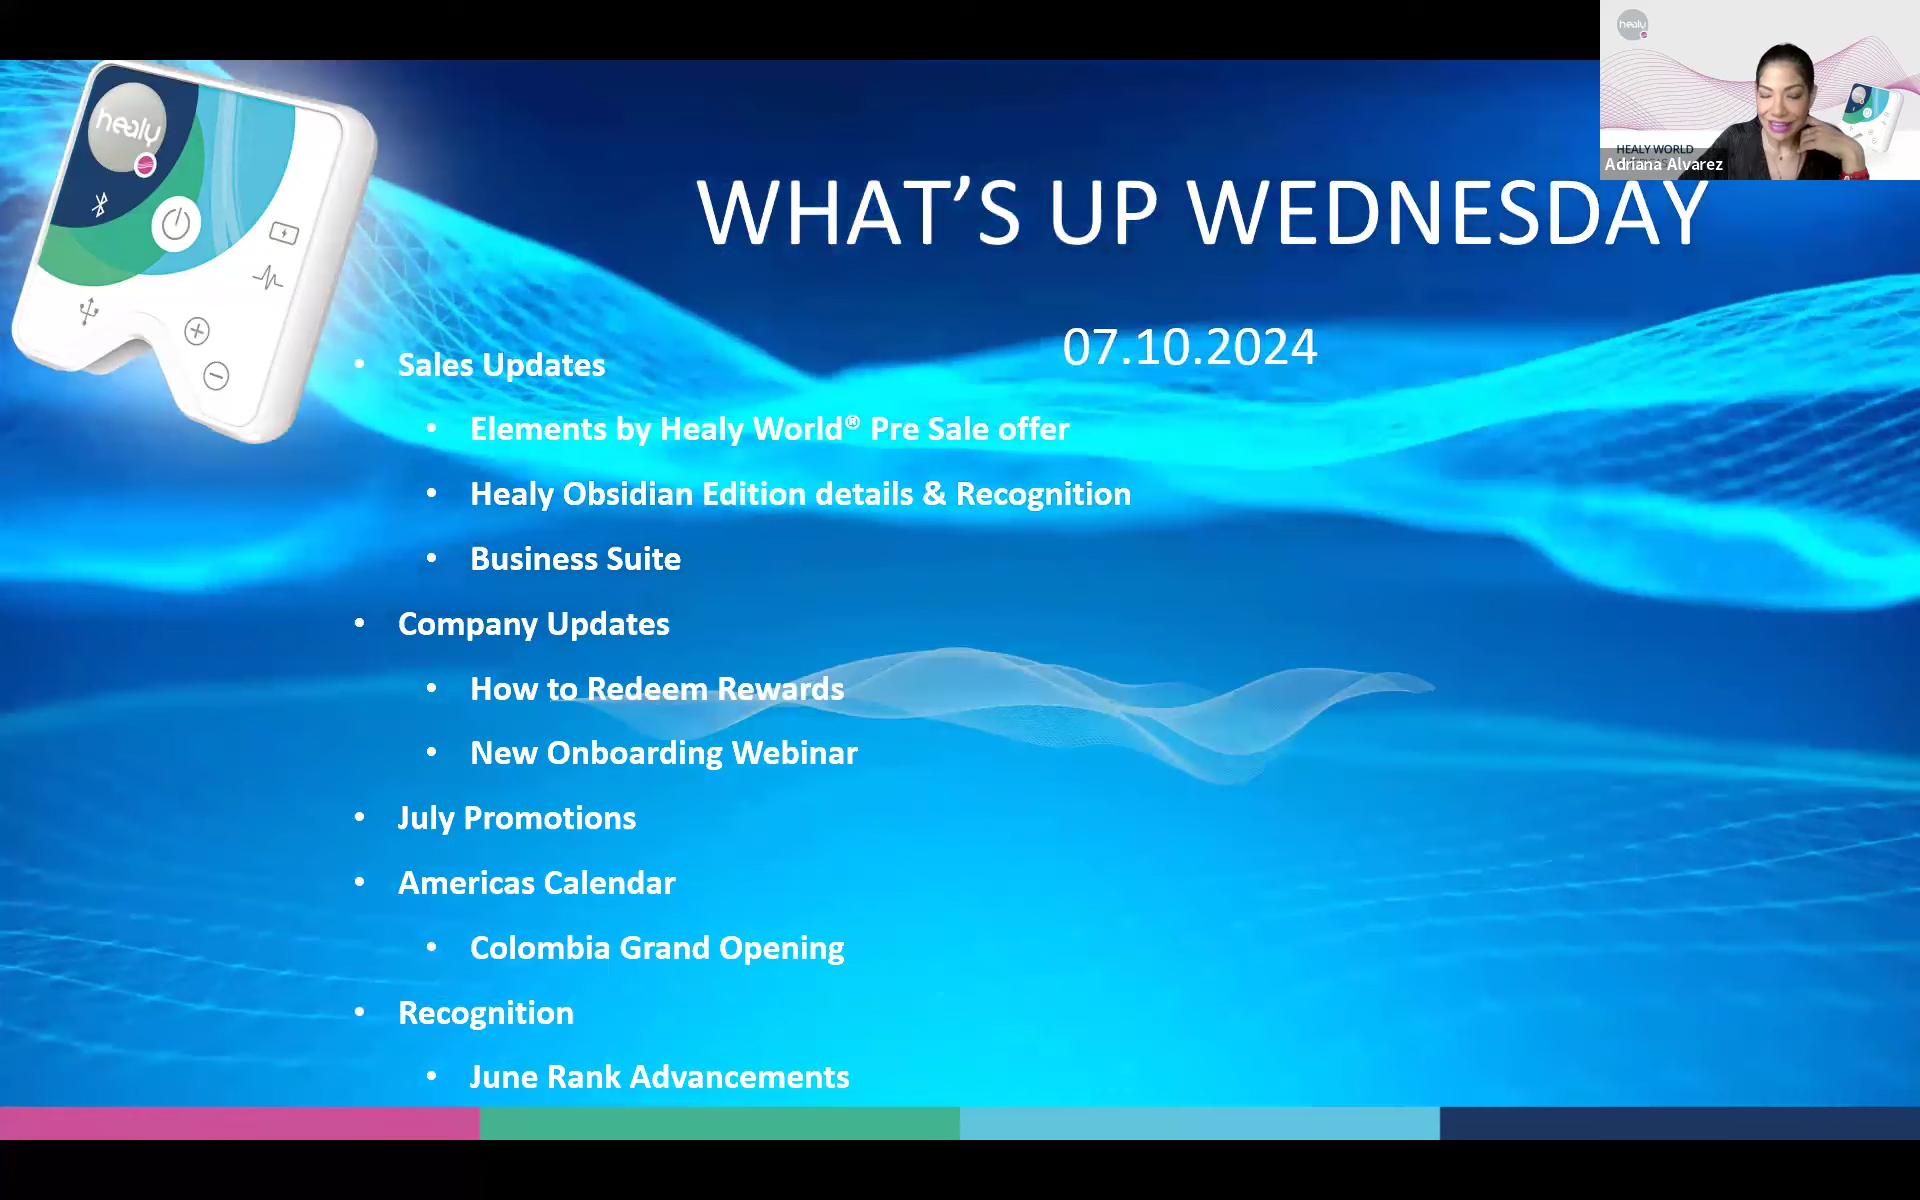 healy
healy
HEALY WORLD
Adriana Alvarez
WHAT’S UP WEDNESDAY
07.10.2024
• Sales Updates
• Elements by Healy World® Pre Sale offer
• Healy Obsidian Edition details & Recognition
• Business Suite
• Company Updates
• How to Redeem Rewards
• New Onboarding Webinar
• July Promotions
• Americas Calendar
• Colombia Grand Opening
• Recognition
• June Rank Advancements